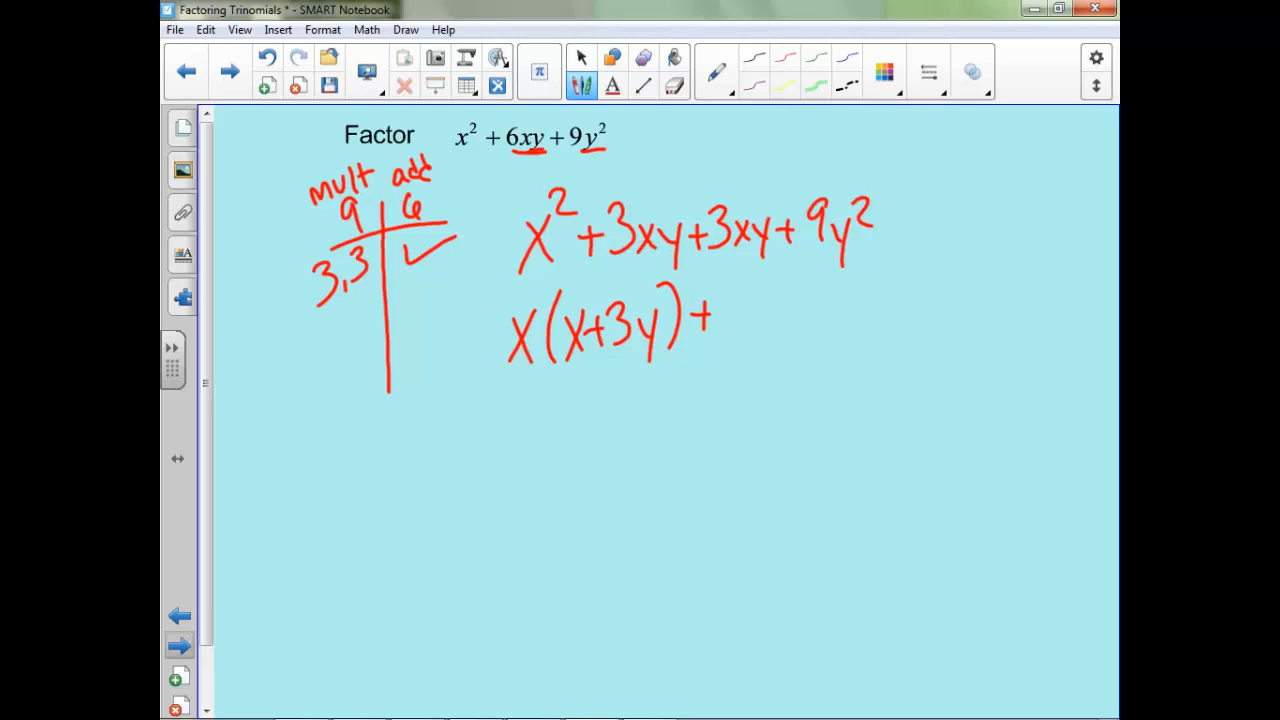 Factoring Trinomials * - SMART Notebook
File Edit View Insert Format Math Draw Help
π
A
Factor x² + 6xy + 9y²
mult add
9 6
3,3 ✓
x² + 3xy + 3xy + 9y²
x(x+3y) +